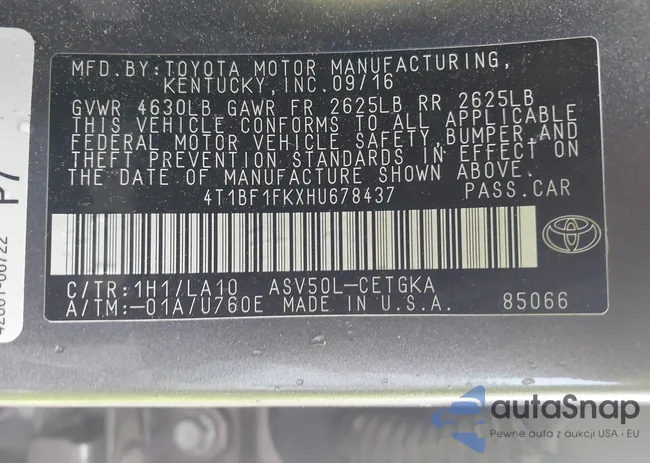 MFD.BY:TOYOTA MOTOR MANUFACTURING,
KENTUCKY, INC.09/16
GVWR 4630LB GAWR FR 2625LB RR 2625LB
THIS VEHICLE CONFORMS TO ALL APPLICABLE
FEDERAL MOTOR VEHICLE SAFETY,BUMPER,AND
THEFT PREVENTION STANDARDS IN EFFECT ON
THE DATE OF MANUFACTURE SHOWN ABOVE.
4T1BF1FKXHU678437 PASS.CAR
C/TR:1H1/LA10 ASV50L-CETGKA
A/TM:-01A/U760E MADE IN U.S.A. 85066
P7
autaSnap
Pewne auta z aukcji USA i EU